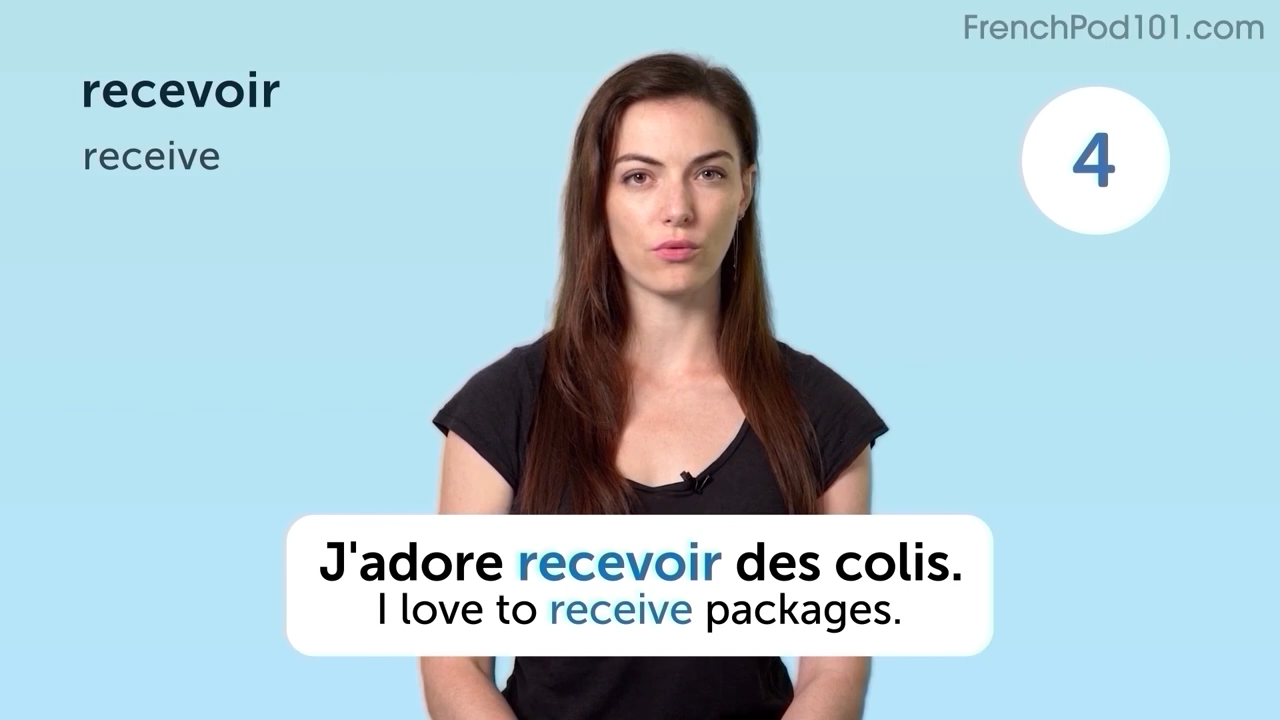 FrenchPod101.com
recevoir
receive
4
J'adore recevoir des colis.
I love to receive packages.